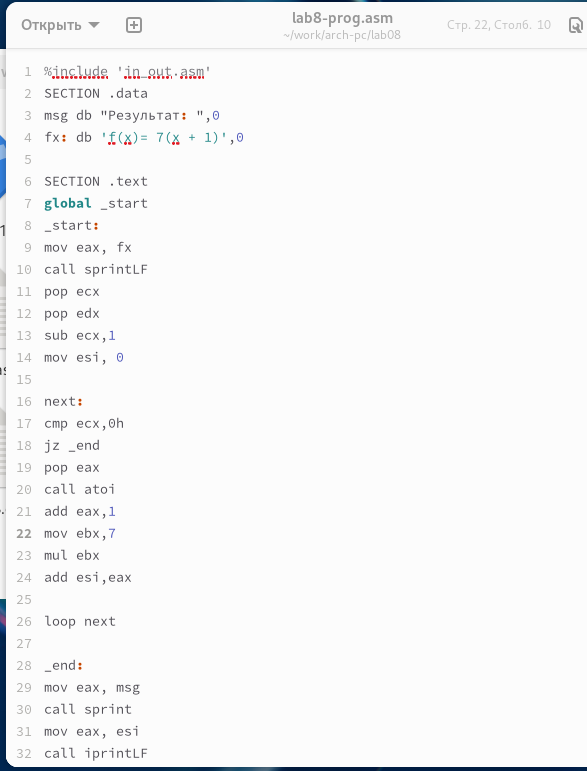 Открыть
lab8-prog.asm
~/work/arch-pc/lab08
Стр. 22, Столб. 10
1 %include 'in_out.asm'
2 SECTION .data
3 msg db "Результат: ",0
4 fx: db 'f(x)= 7(x + 1)',0
5
6 SECTION .text
7 global _start
8 _start:
9 mov eax, fx
10 call sprintLF
11 pop ecx
12 pop edx
13 sub ecx,1
14 mov esi, 0
15
16 next:
17 cmp ecx,0h
18 jz _end
19 pop eax
20 call atoi
21 add eax,1
22 mov ebx,7
23 mul ebx
24 add esi,eax
25
26 loop next
27
28 _end:
29 mov eax, msg
30 call sprint
31 mov eax, esi
32 call iprintLF